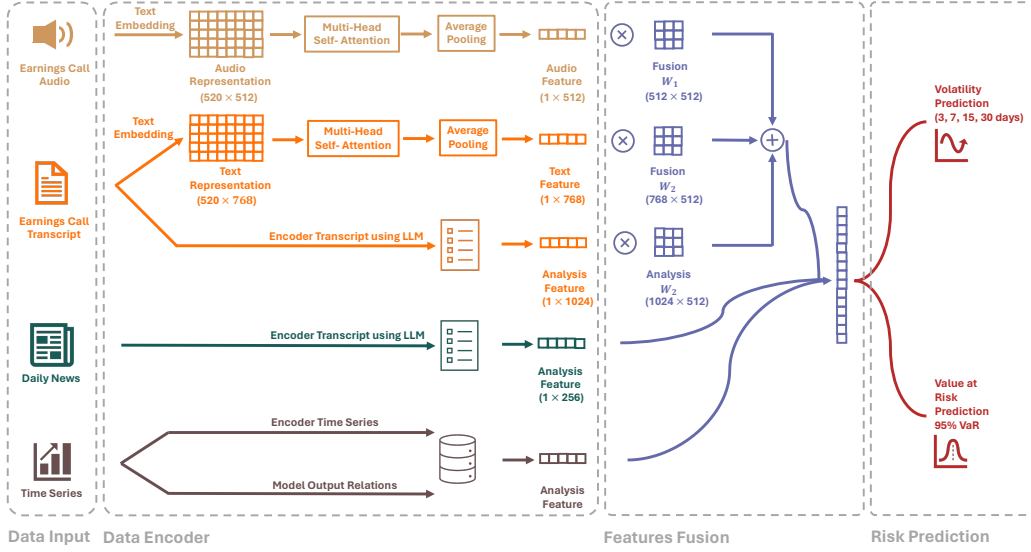 Earnings Call
Audio
Earnings Call
Transcript
Daily News
Time Series
Data Input
Text
Embedding
Audio
Representation
(520 × 512)
Multi-Head
Self- Attention
Average
Pooling
Audio
Feature
(1 × 512)
Text
Embedding
Text
Representation
(520 × 768)
Multi-Head
Self-Attention
Average
Pooling
Text
Feature
(1 × 768)
Encoder Transcript using LLM
Analysis
Feature
(1 × 1024)
Encoder Transcript using LLM
Analysis
Feature
(1 × 256)
Encoder Time Series
Model Output Relations
Analysis
Feature
Data Encoder
Fusion
W₁
(512 × 512)
Fusion
W₂
(768 × 512)
Analysis
W₂
(1024 × 512)
Features Fusion
Volatility
Prediction
(3, 7, 15, 30 days)
Value at
Risk
Prediction
95% VaR
Risk Prediction